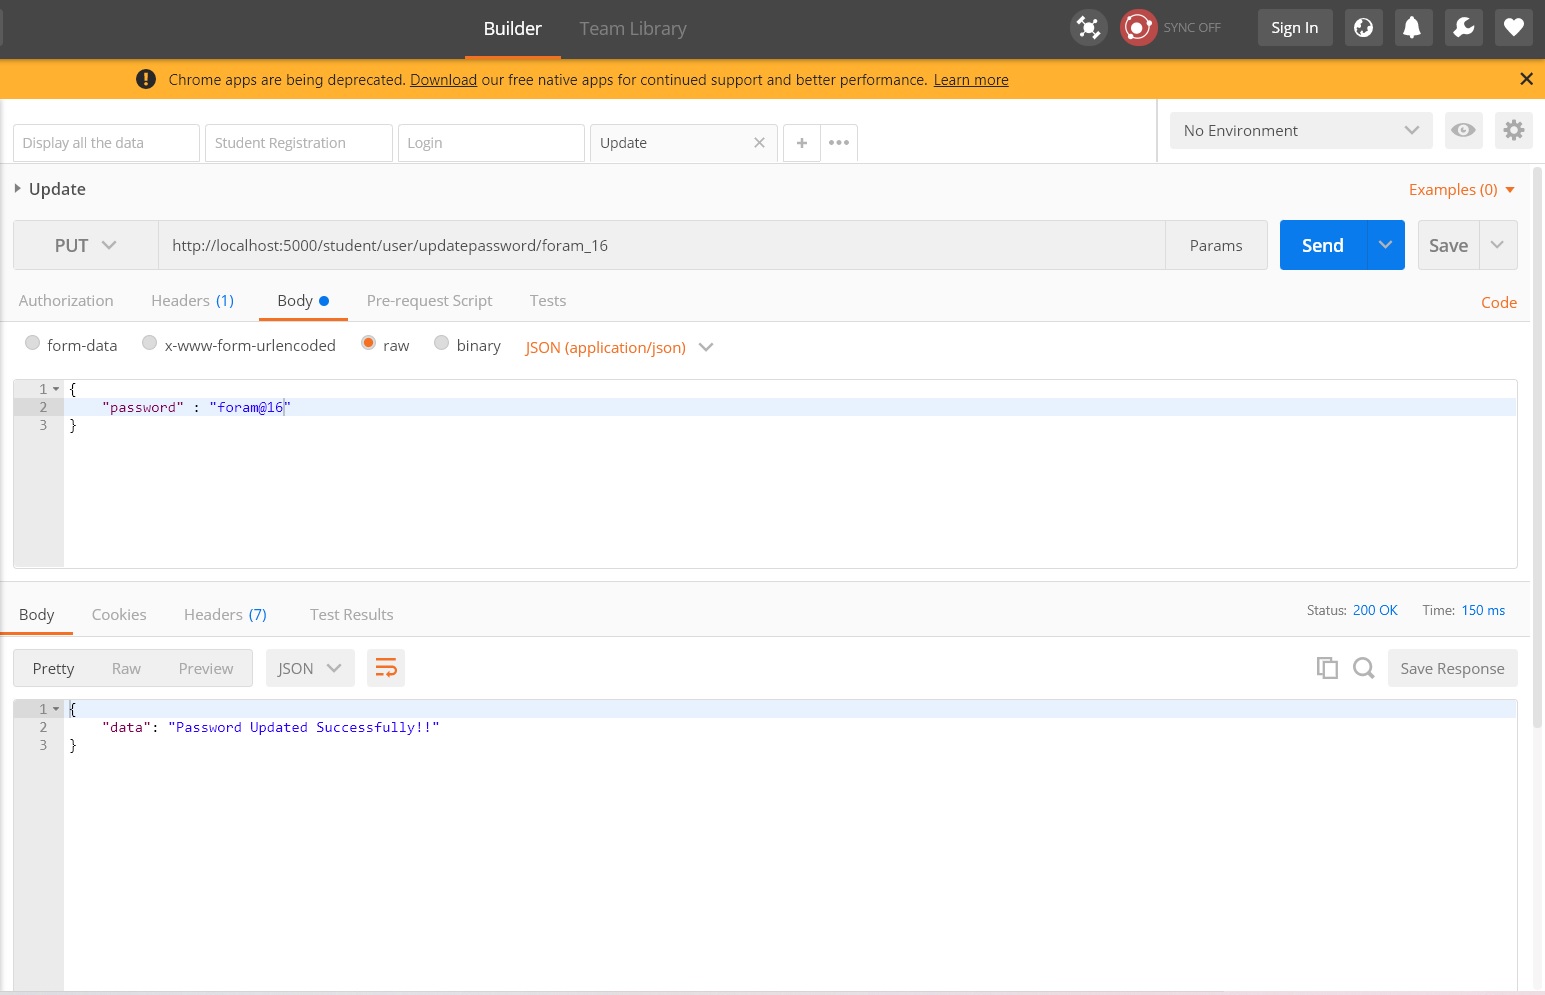 Builder Team Library SYNC OFF Sign In
Chrome apps are being deprecated. Download our free native apps for continued support and better performance. Learn more
Display all the data Student Registration Login Update No Environment
Update Examples (0)
PUT http://localhost:5000/student/user/updatepassword/foram_16 Params Send Save
Authorization Headers (1) Body Pre-request Script Tests Code
form-data x-www-form-urlencoded raw binary JSON (application/json)
1 {
2 "password" : "foram@16"
3 }
Body Cookies Headers (7) Test Results Status: 200 OK Time: 150 ms
Pretty Raw Preview JSON Save Response
1 {
2 "data": "Password Updated Successfully!!"
3 }